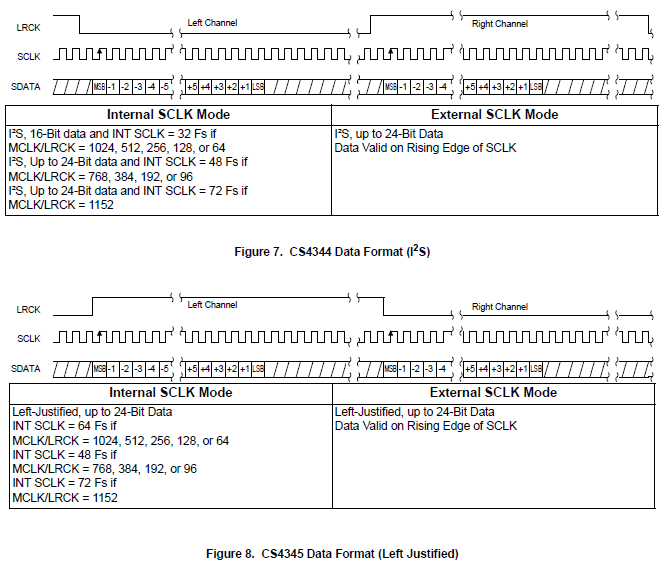 LRCK Left Channel Right Channel
SCLK
SDATA MSB -1 -2 -3 -4 -5 +5 +4 +3 +2 +1 LSB MSB -1 -2 -3 -4 +5 +4 +3 +2 +1 LSB
Internal SCLK Mode External SCLK Mode
I²S, 16-Bit data and INT SCLK = 32 Fs if I²S, up to 24-Bit Data
MCLK/LRCK = 1024, 512, 256, 128, or 64 Data Valid on Rising Edge of SCLK
I²S, Up to 24-Bit data and INT SCLK = 48 Fs if
MCLK/LRCK = 768, 384, 192, or 96
I²S, Up to 24-Bit data and INT SCLK = 72 Fs if
MCLK/LRCK = 1152
Figure 7. CS4344 Data Format (I²S)
LRCK Left Channel Right Channel
SCLK
SDATA MSB -1 -2 -3 -4 -5 +5 +4 +3 +2 +1 LSB MSB -1 -2 -3 -4 +5 +4 +3 +2 +1 LSB
Internal SCLK Mode External SCLK Mode
Left-Justified, up to 24-Bit Data Left-Justified, up to 24-Bit Data
INT SCLK = 64 Fs if Data Valid on Rising Edge of SCLK
MCLK/LRCK = 1024, 512, 256, 128, or 64
INT SCLK = 48 Fs if
MCLK/LRCK = 768, 384, 192, or 96
INT SCLK = 72 Fs if
MCLK/LRCK = 1152
Figure 8. CS4345 Data Format (Left Justified)